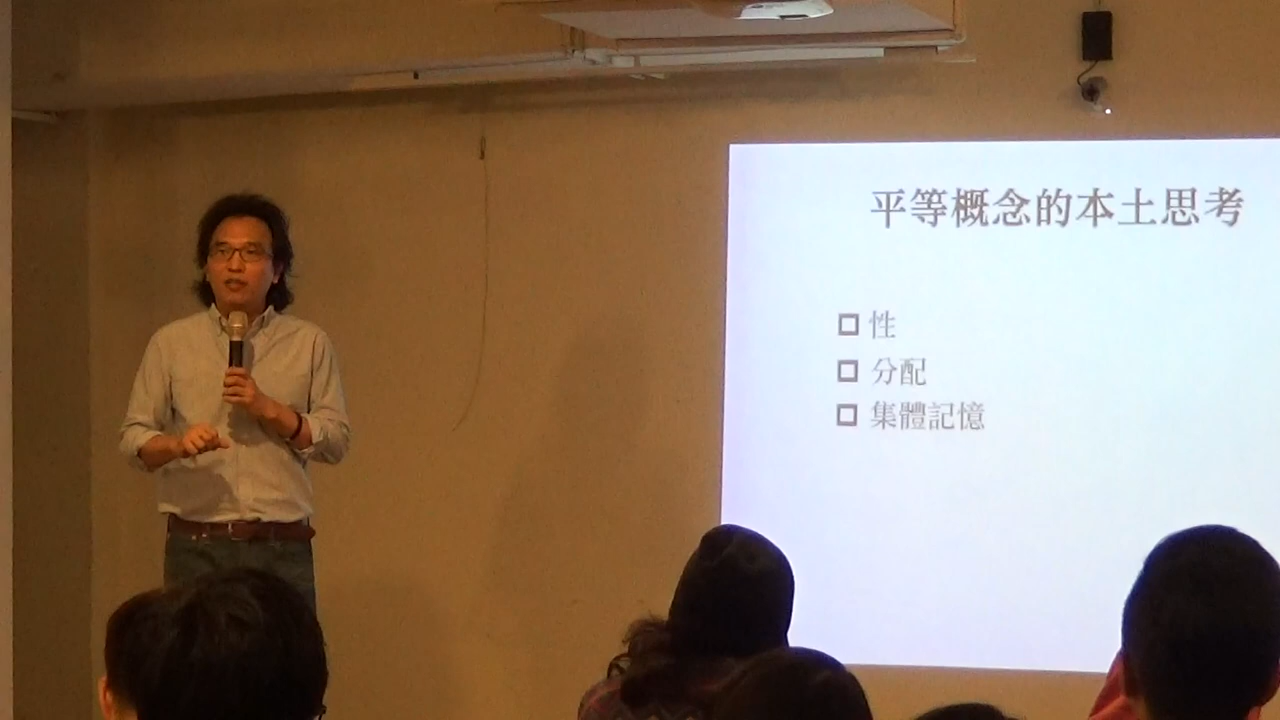 平等概念的本土思考
性
分配
集體記憶